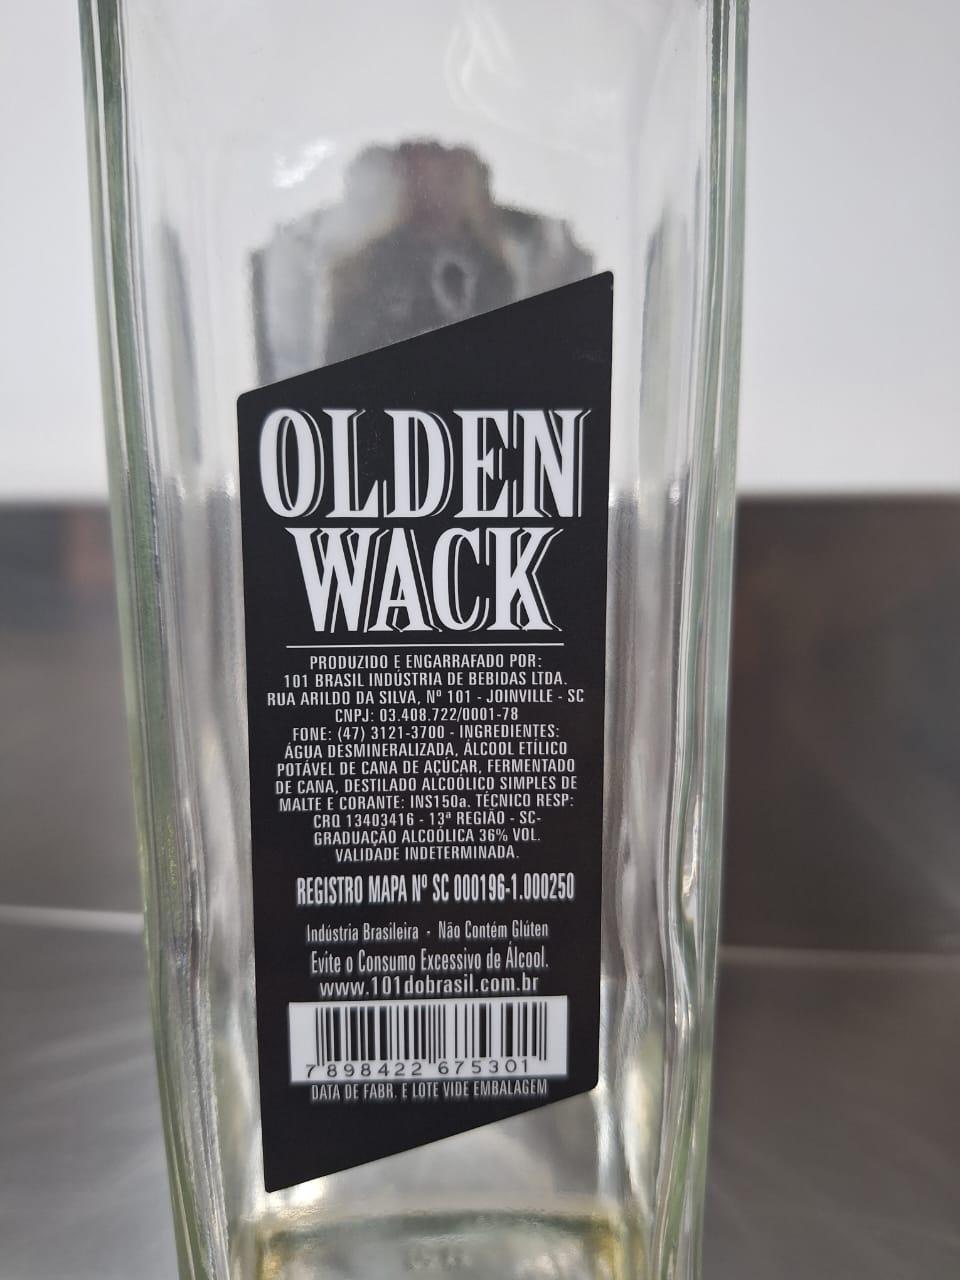 OLDEN
WACK
PRODUZIDO E ENGARRAFADO POR:
101 BRASIL INDÚSTRIA DE BEBIDAS LTDA.
RUA ARILDO DA SILVA, Nº 101 - JOINVILLE - SC
CNPJ: 03.408.722/0001-78
FONE: (47) 3121-3700 - INGREDIENTES:
ÁGUA DESMINERALIZADA, ÁLCOOL ETÍLICO
POTÁVEL DE CANA DE AÇÚCAR, FERMENTADO
DE CANA, DESTILADO ALCOÓLICO SIMPLES DE
MALTE E CORANTE: INS150a. TÉCNICO RESP:
CRQ 13403416 - 13ª REGIÃO - SC-
GRADUAÇÃO ALCOÓLICA 36% VOL.
VALIDADE INDETERMINADA.
REGISTRO MAPA Nº SC 000196-1.000250
Indústria Brasileira - Não Contém Glúten
Evite o Consumo Excessivo de Álcool.
www.101dobrasil.com.br
7 898422 675301
DATA DE FABR. E LOTE VIDE EMBALAGEM